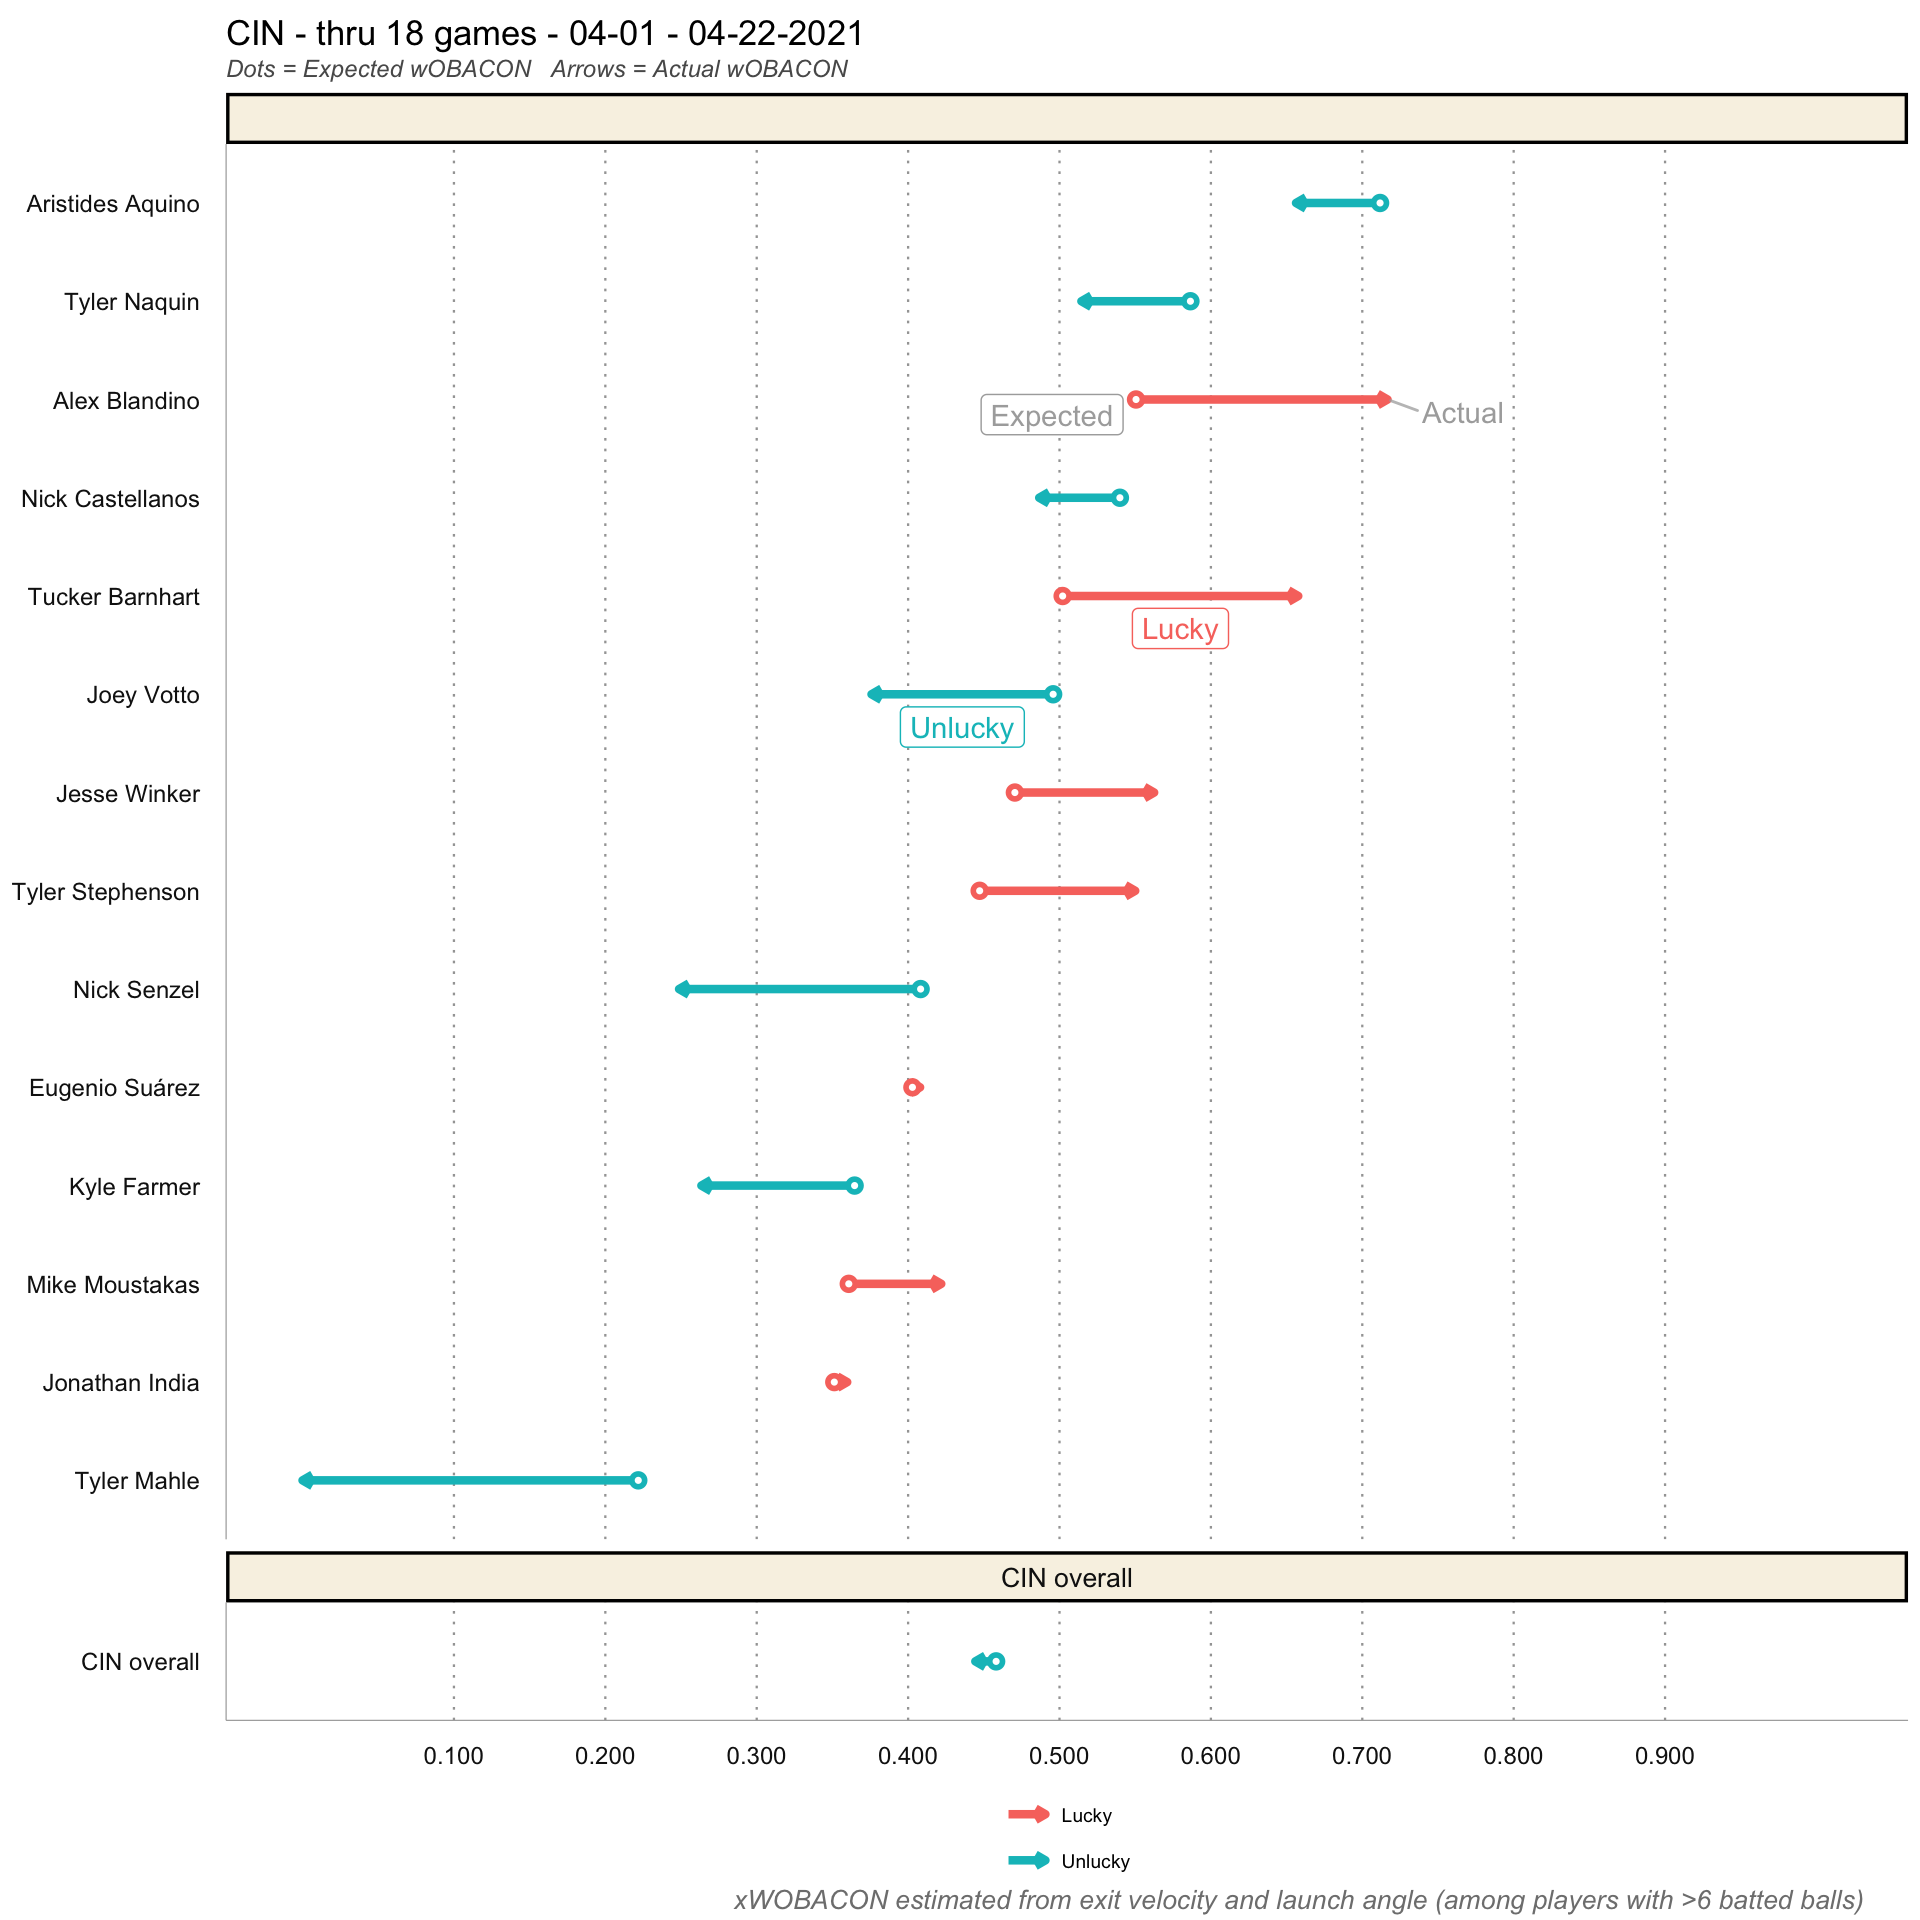 CIN - thru 18 games - 04-01 - 04-22-2021
Dots = Expected wOBACON   Arrows = Actual wOBACON
Aristides Aquino
Tyler Naquin
Alex Blandino
Expected
Actual
Nick Castellanos
Tucker Barnhart
Lucky
Joey Votto
Unlucky
Jesse Winker
Tyler Stephenson
Nick Senzel
Eugenio Suárez
Kyle Farmer
Mike Moustakas
Jonathan India
Tyler Mahle
CIN overall
CIN overall
0.100 0.200 0.300 0.400 0.500 0.600 0.700 0.800 0.900
Lucky
Unlucky
xWOBACON estimated from exit velocity and launch angle (among players with >6 batted balls)